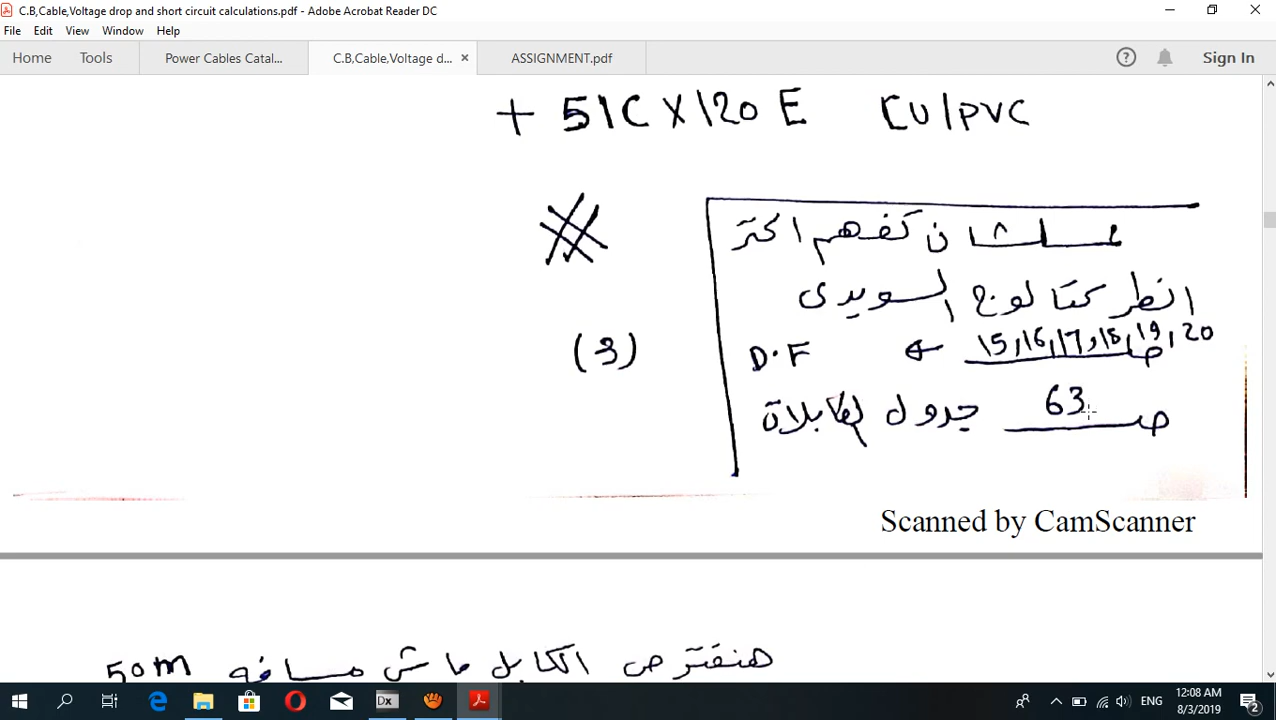 C.B,Cable,Voltage drop and short circuit calculations.pdf - Adobe Acrobat Reader DC
File Edit View Window Help
Home Tools Power Cables Catal... C.B,Cable,Voltage d... × ASSIGNMENT.pdf Sign In
+ 51C X 120 E CU/PVC
علشان تفهم اكتر
انظر كتالوج السويدى
ص 15,16,17,18,19,20 ← D.F
(3)
ص 63 جدول الكابلات
Scanned by CamScanner
هنفترض الكابل ماشى مسافه 50m
ENG
12:08 AM
8/3/2019
2